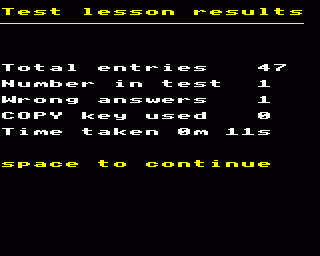 Test lesson results
Total entries 47
Number in test 1
Wrong answers 1
COPY key used 0
Time taken 0m 11s
space to continue